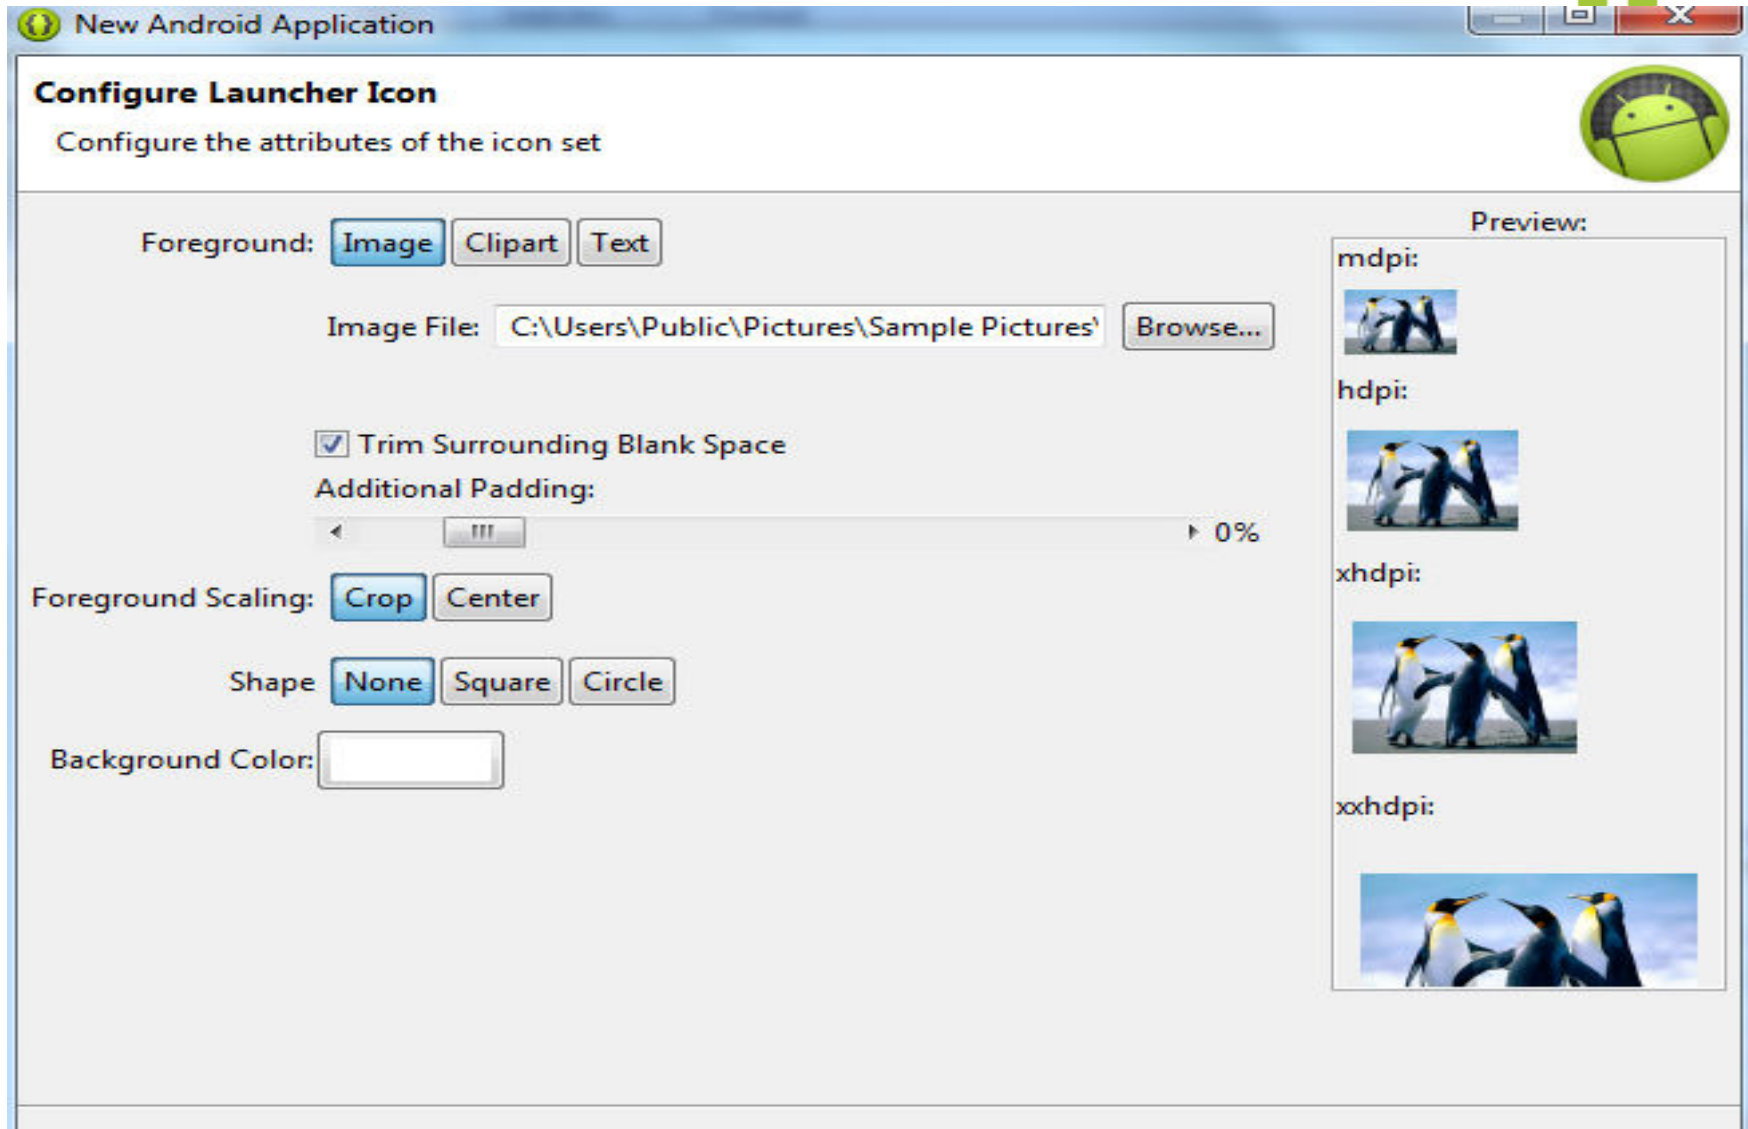 New Android Application
Configure Launcher Icon
Configure the attributes of the icon set
Foreground: Image Clipart Text
Image File: C:\Users\Public\Pictures\Sample Pictures\ Browse...
Trim Surrounding Blank Space
Additional Padding:
0%
Foreground Scaling: Crop Center
Shape None Square Circle
Background Color:
Preview:
mdpi:
hdpi:
xhdpi:
xxhdpi: